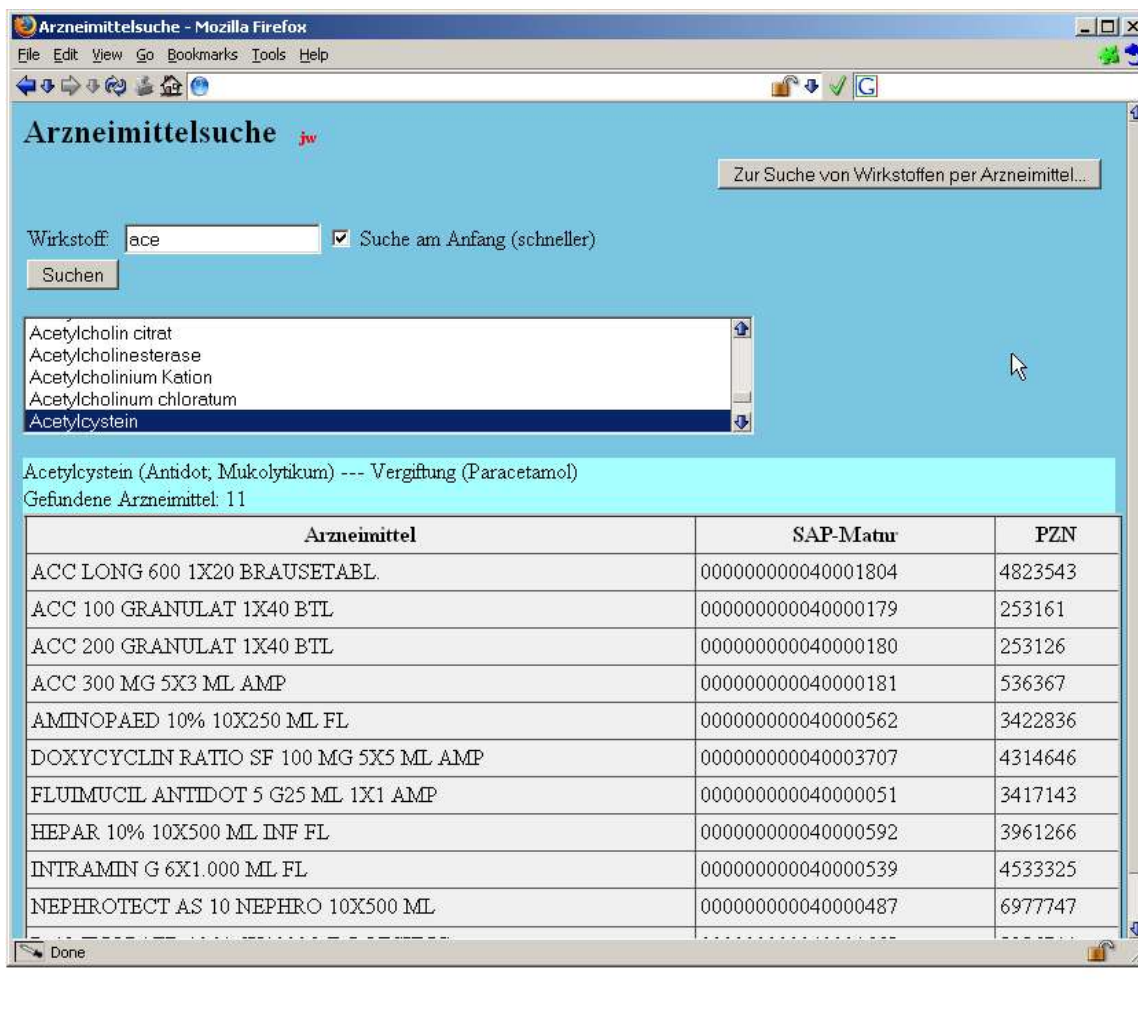 Arzneimittelsuche - Mozilla Firefox
File Edit View Go Bookmarks Tools Help
G
Arzneimittelsuche jw
Zur Suche von Wirkstoffen per Arzneimittel...
Wirkstoff: ace Suche am Anfang (schneller)
Suchen
Acetylcholin citrat
Acetylcholinesterase
Acetylcholinium Kation
Acetylcholinum chloratum
Acetylcystein
Acetylcystein (Antidot; Mukolytikum) --- Vergiftung (Paracetamol)
Gefundene Arzneimittel: 11
Arzneimittel SAP-Matnr PZN
ACC LONG 600 1X20 BRAUSETABL. 000000000040001804 4823543
ACC 100 GRANULAT 1X40 BTL 000000000040000179 253161
ACC 200 GRANULAT 1X40 BTL 000000000040000180 253126
ACC 300 MG 5X3 ML AMP 000000000040000181 536367
AMINOPAED 10% 10X250 ML FL 000000000040000562 3422836
DOXYCYCLIN RATIO SF 100 MG 5X5 ML AMP 000000000040003707 4314646
FLUIMUCIL ANTIDOT 5 G25 ML 1X1 AMP 000000000040000051 3417143
HEPAR 10% 10X500 ML INF FL 000000000040000592 3961266
INTRAMIN G 6X1.000 ML FL 000000000040000539 4533325
NEPHROTECT AS 10 NEPHRO 10X500 ML 000000000040000487 6977747
Done